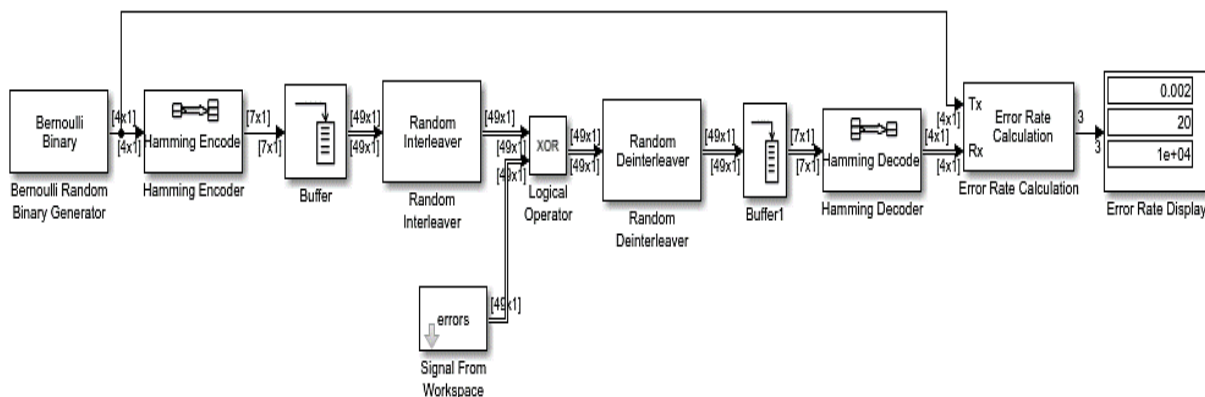 Bernoulli
Binary
Bernoulli Random
Binary Generator
[4x1]
[4x1]
Hamming Encode
Hamming Encoder
[7x1]
[7x1]
Buffer
[49x1]
[49x1]
Random
Interleaver
Random
Interleaver
[49x1]
[49x1]
[49x1]
errors
Signal From
Workspace
[49x1]
XOR
Logical
Operator
[49x1]
[49x1]
Random
Deinterleaver
Random
Deinterleaver
[49x1]
[49x1]
Buffer1
[7x1]
[7x1]
Hamming Decode
Hamming Decoder
[4x1]
[4x1]
[4x1]
Tx
Rx
Error Rate
Calculation
Error Rate Calculation
3
3
0.002
20
1e+04
Error Rate Display